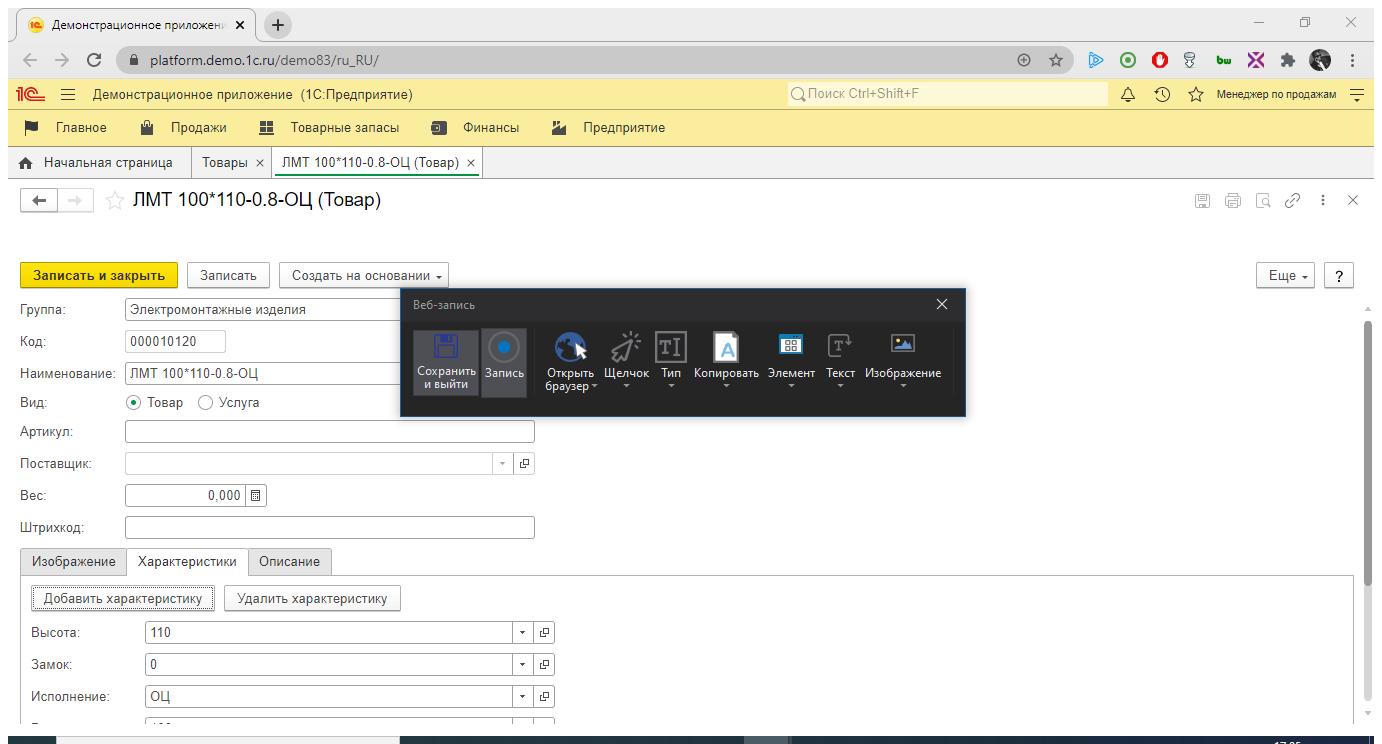 Демонстрационное приложени
platform.demo.1c.ru/demo83/ru_RU/
bw
1С Демонстрационное приложение (1С:Предприятие) Поиск Ctrl+Shift+F Менеджер по продажам
Главное Продажи Товарные запасы Финансы Предприятие
Начальная страница Товары × ЛМТ 100*110-0.8-ОЦ (Товар) ×
ЛМТ 100*110-0.8-ОЦ (Товар)
Записать и закрыть Записать Создать на основании Еще ?
Группа: Электромонтажные изделия
Код: 000010120
Наименование: ЛМТ 100*110-0.8-ОЦ
Вид: Товар Услуга
Артикул:
Поставщик:
Вес: 0,000
Штрихкод:
Веб-запись
Сохранить и выйти
Запись
Открыть браузер
Щелчок
Тип
Копировать
Элемент
Текст
Изображение
Изображение Характеристики Описание
Добавить характеристику Удалить характеристику
Высота: 110
Замок: 0
Исполнение: ОЦ